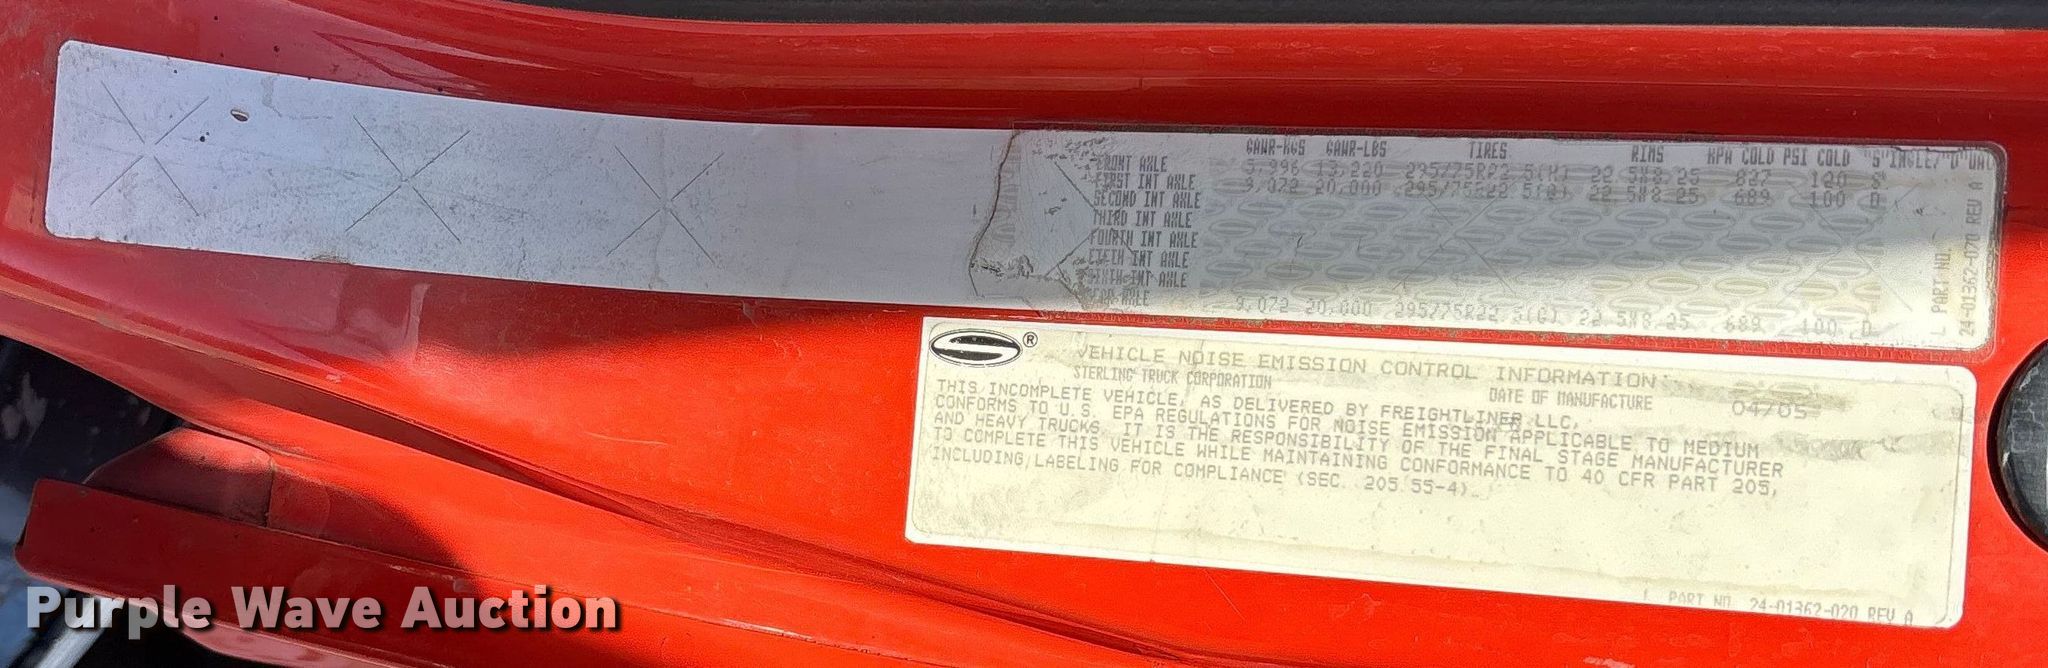 GAWR-KGS GAWR-LBS TIRES RIMS KPA COLD PSI COLD "S"INGLE/"D"UAL
FRONT AXLE 5,996 13,220 295/75R22.5(H) 22.5X8.25 827 120 S
FIRST INT AXLE 9,072 20,000 295/75R22.5(G) 22.5X8.25 689 100 D
SECOND INT AXLE
THIRD INT AXLE
FOURTH INT AXLE
FIFTH INT AXLE
SIXTH INT AXLE
REAR AXLE 9,072 20,000 295/75R22.5(G) 22.5X8.25 689 100 D
PART NO.
24-01362-070 REV A
®
VEHICLE NOISE EMISSION CONTROL INFORMATION
STERLING TRUCK CORPORATION
DATE OF MANUFACTURE 04/05
THIS INCOMPLETE VEHICLE, AS DELIVERED BY FREIGHTLINER LLC,
CONFORMS TO U.S. EPA REGULATIONS FOR NOISE EMISSION APPLICABLE TO MEDIUM
AND HEAVY TRUCKS. IT IS THE RESPONSIBILITY OF THE FINAL STAGE MANUFACTURER
TO COMPLETE THIS VEHICLE WHILE MAINTAINING CONFORMANCE TO 40 CFR PART 205,
INCLUDING LABELING FOR COMPLIANCE (SEC. 205.55-4).
PART NO. 24-01362-020 REV A
Purple Wave Auction